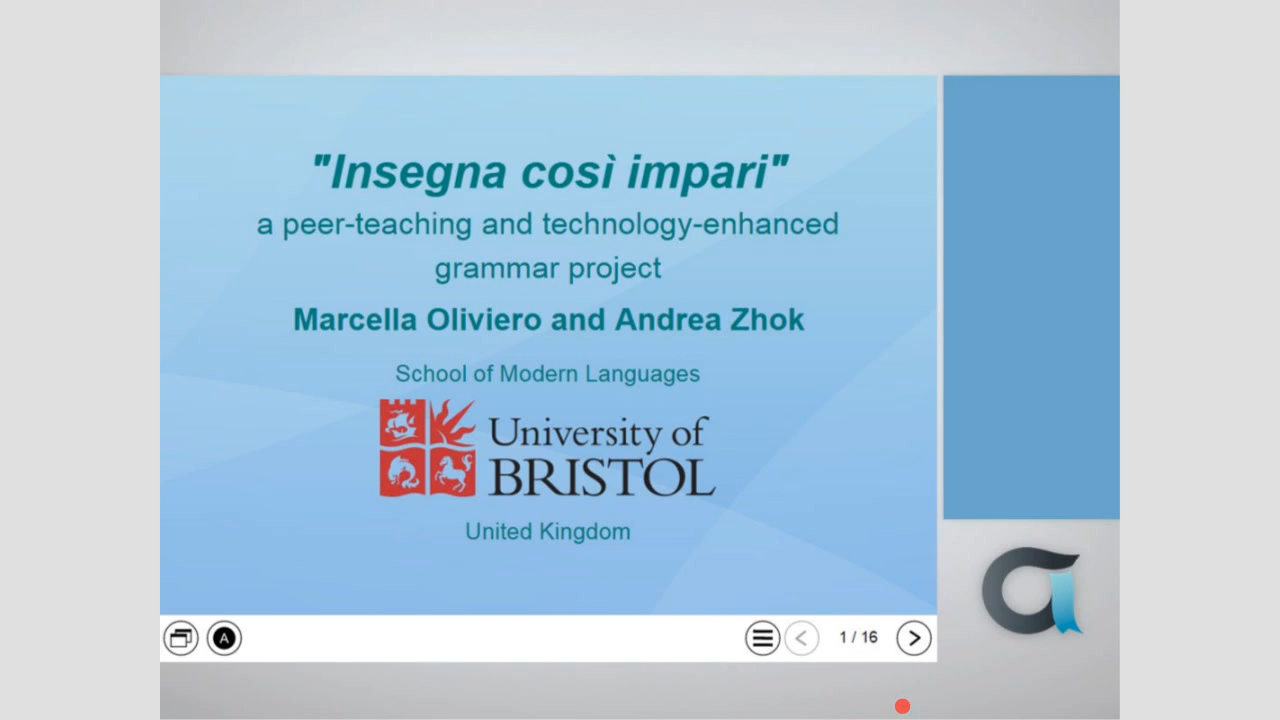 "Insegna così impari"
a peer-teaching and technology-enhanced
grammar project
Marcella Oliviero and Andrea Zhok
School of Modern Languages
University of
BRISTOL
United Kingdom
A
1 / 16